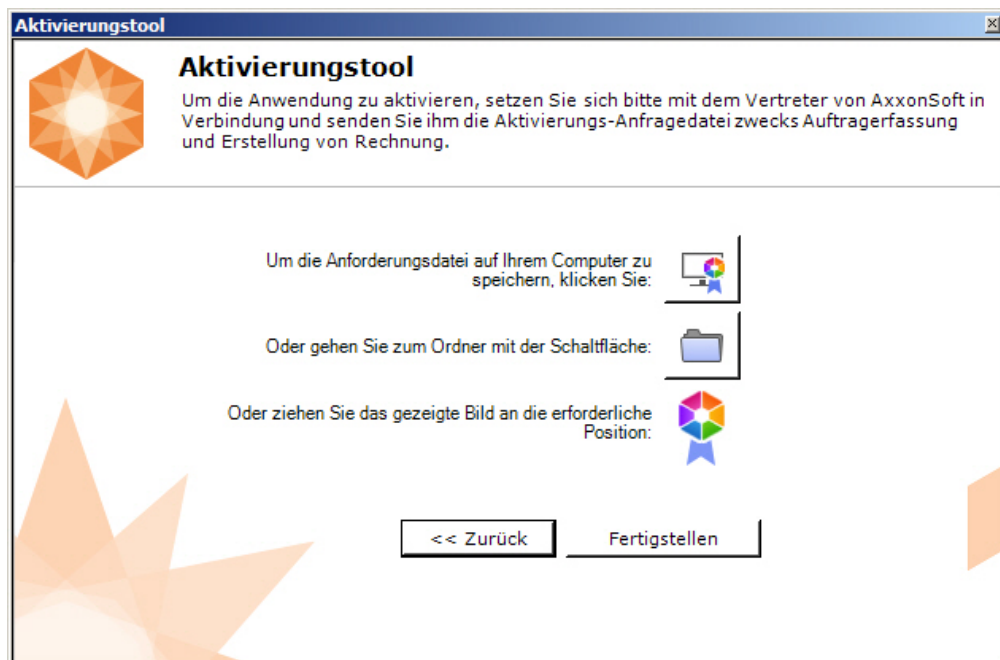 Aktivierungstool
Aktivierungstool
Um die Anwendung zu aktivieren, setzen Sie sich bitte mit dem Vertreter von AxxonSoft in
Verbindung und senden Sie ihm die Aktivierungs-Anfragedatei zwecks Auftragerfassung
und Erstellung von Rechnung.
Um die Anforderungsdatei auf Ihrem Computer zu
speichern, klicken Sie:
Oder gehen Sie zum Ordner mit der Schaltfläche:
Oder ziehen Sie das gezeigte Bild an die erforderliche
Position:
<< Zurück
Fertigstellen